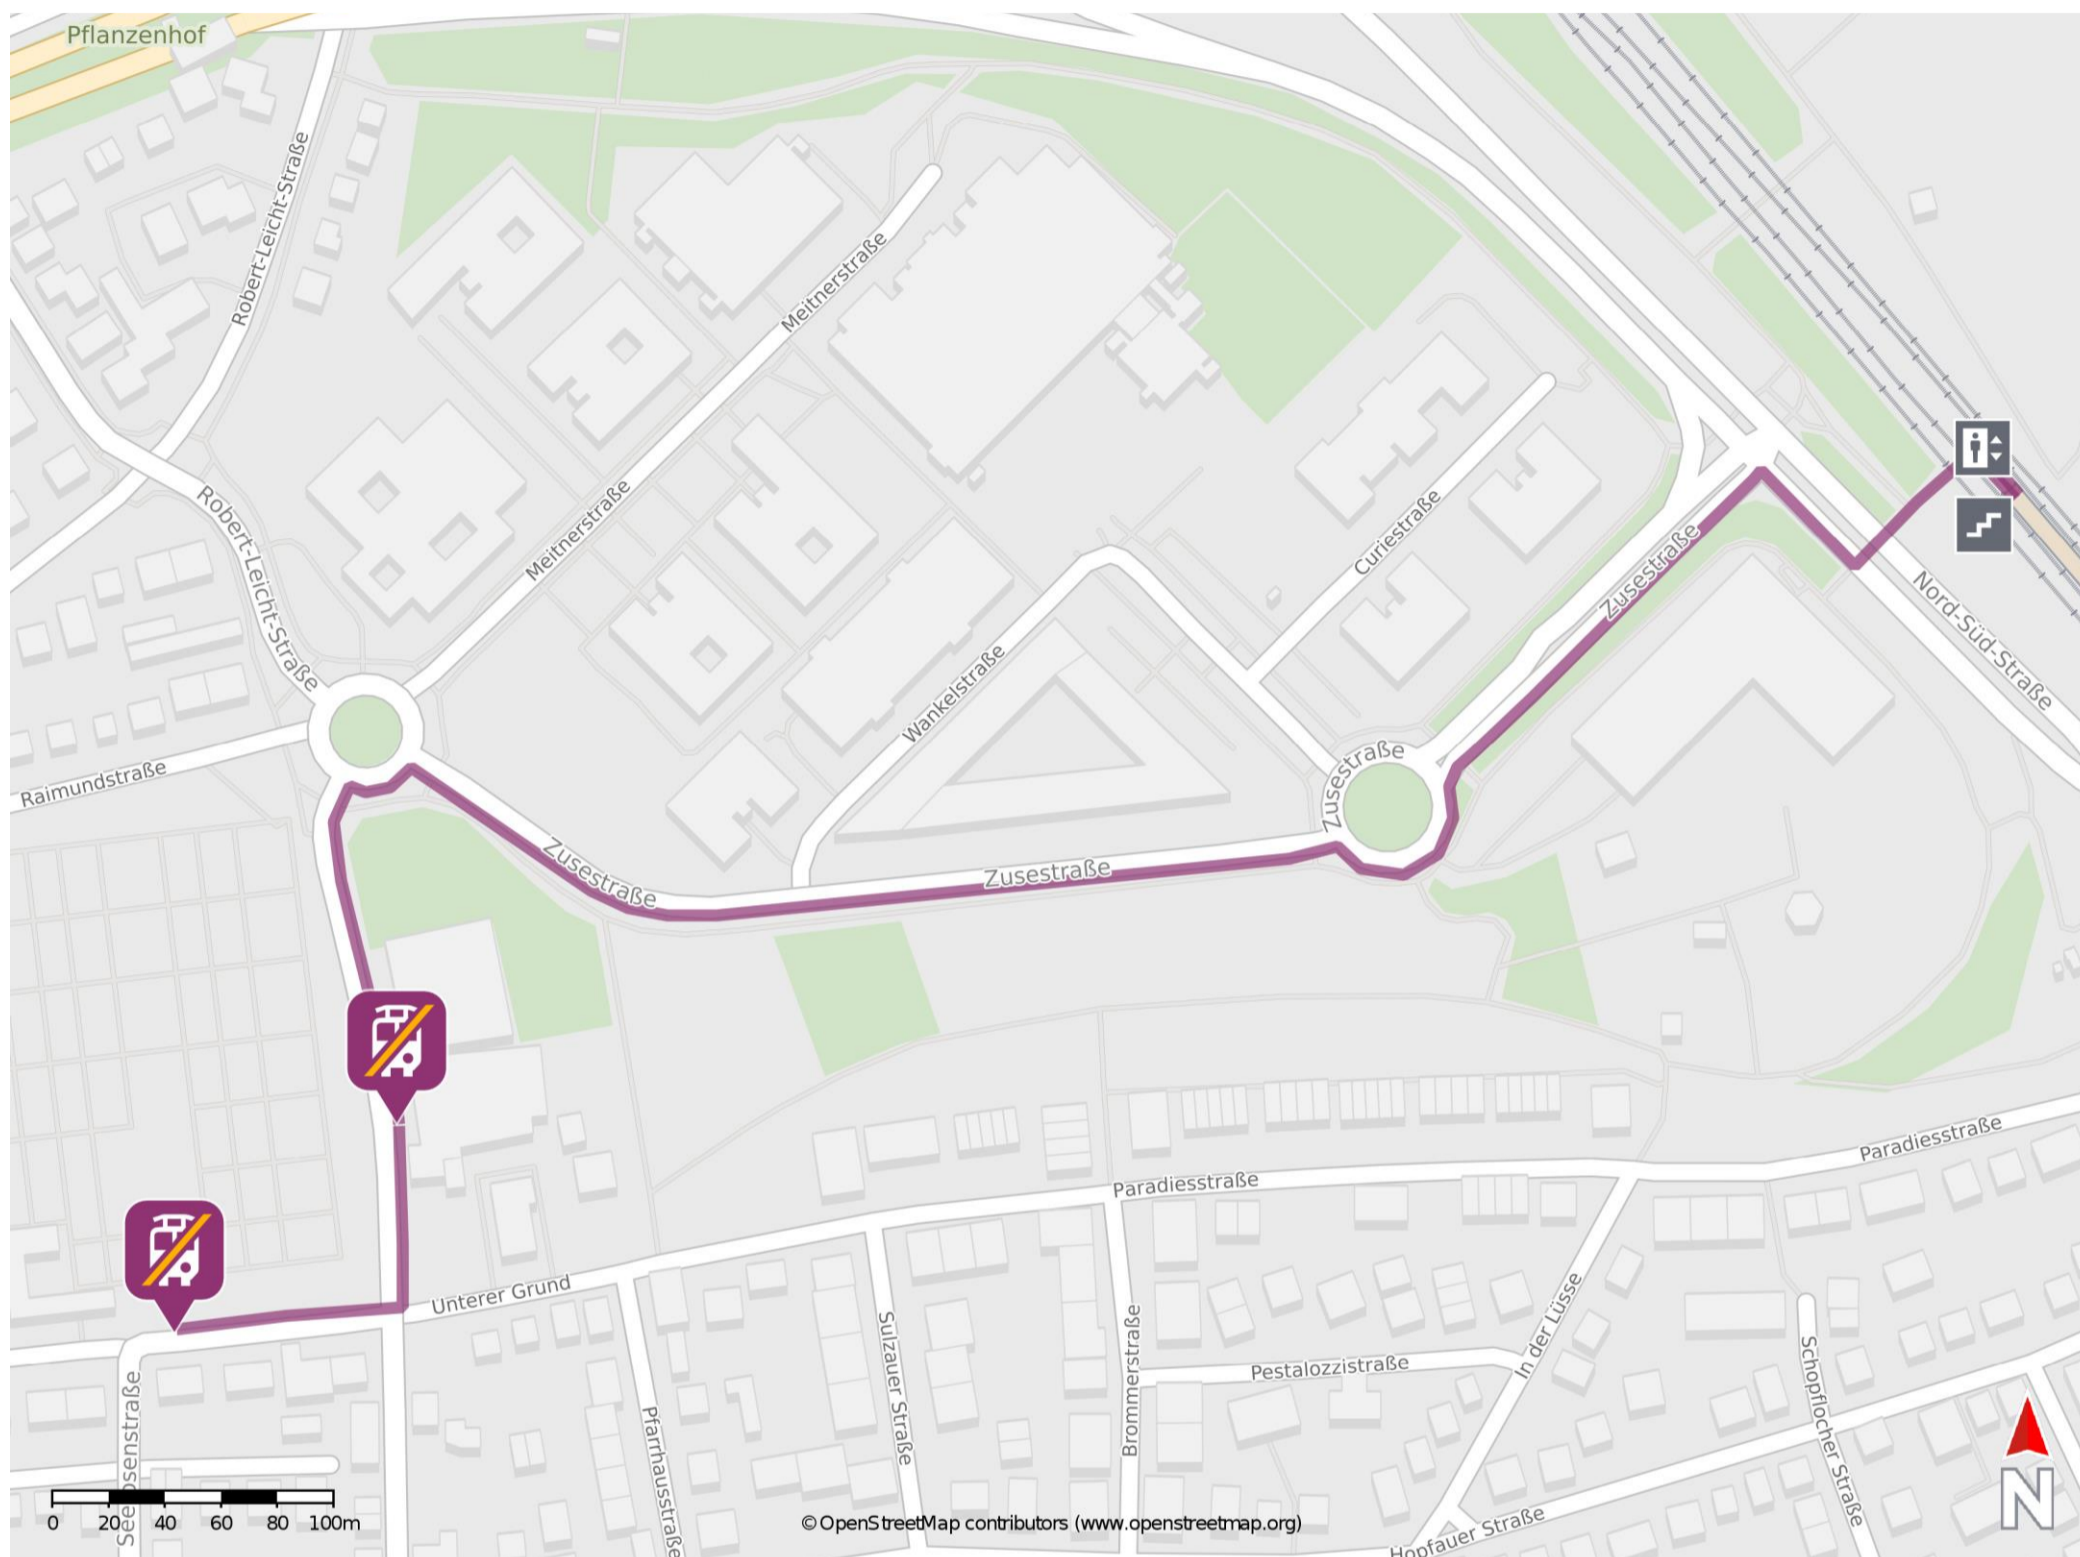 Pflanzenhof
Robert-Leicht-Straße
Meitnerstraße
Robert-Leicht-Straße
Meitnerstraße
Curiestraße
Zusestraße
Nord-Süd-Straße
Wankelstraße
Raimundstraße
Zusestraße
Zusestraße
Zusestraße
Unterer Grund
Paradiesstraße
Paradiesstraße
Sulzauer Straße
Brommerstraße
Pestalozzistraße
In der Lüsse
Schopflocher Straße
Seerosenstraße
Pfarrhausstraße
Hopfauer Straße
0 20 40 60 80 100m
© OpenStreetMap contributors (www.openstreetmap.org)
N